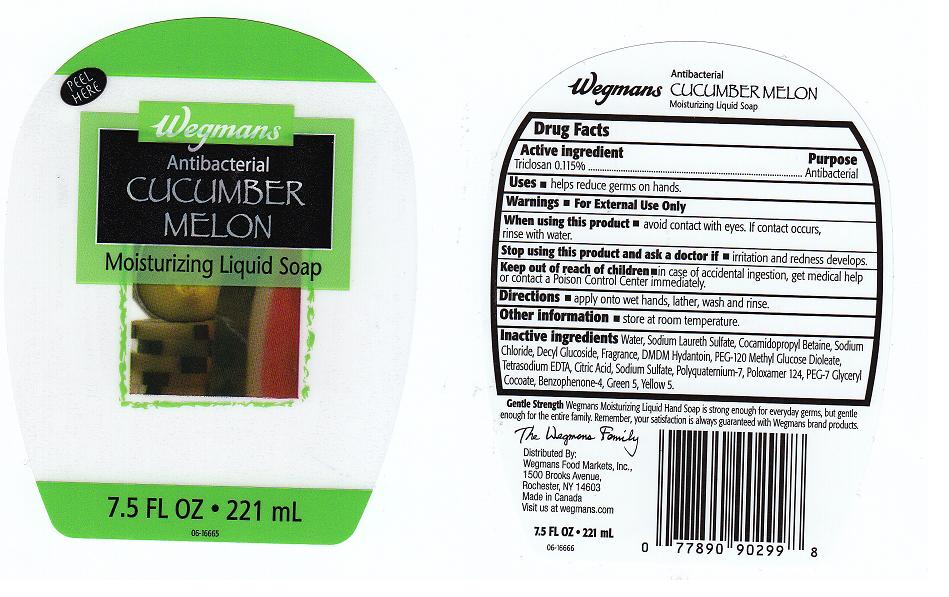 PEEL
HERE
Wegmans
Antibacterial
CUCUMBER
MELON
Moisturizing Liquid Soap
7.5 FL OZ • 221 mL
06-16665
Antibacterial
Wegmans CUCUMBER MELON
Moisturizing Liquid Soap
Drug Facts
Active ingredient Purpose
Triclosan 0.115% ........ Antibacterial
Uses ▪ helps reduce germs on hands.
Warnings ▪ For External Use Only
When using this product ▪ avoid contact with eyes. If contact occurs,
rinse with water.
Stop using this product and ask a doctor if ▪ irritation and redness develops.
Keep out of reach of children ▪ in case of accidental ingestion, get medical help
or contact a Poison Control Center immediately.
Directions ▪ apply onto wet hands, lather, wash and rinse.
Other information ▪ store at room temperature.
Inactive ingredients Water, Sodium Laureth Sulfate, Cocamidopropyl Betaine, Sodium
Chloride, Decyl Glucoside, Fragrance, DMDM Hydantoin, PEG-120 Methyl Glucose Dioleate,
Tetrasodium EDTA, Citric Acid, Sodium Sulfate, Polyquaternium-7, Poloxamer 124, PEG-7 Glyceryl
Cocoate, Benzophenone-4, Green 5, Yellow 5.
Gentle Strength Wegmans Moisturizing Liquid Hand Soap is strong enough for everyday germs, but gentle
enough for the entire family. Remember, your satisfaction is always guaranteed with Wegmans brand products.
The Wegmans Family
Distributed By:
Wegmans Food Markets, Inc.,
1500 Brooks Avenue,
Rochester, NY 14603
Made in Canada
Visit us at wegmans.com
7.5 FL OZ • 221 mL
06-16666
0 77890 90299 8